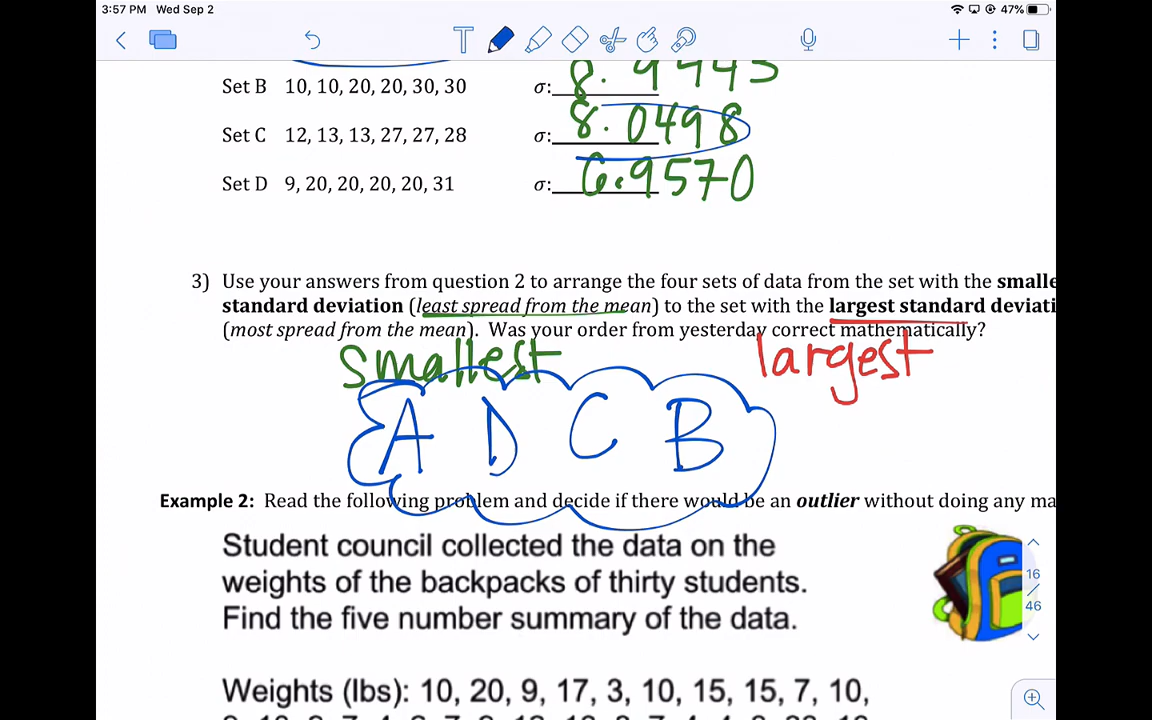 3:57 PM Wed Sep 2 47%
T
8.9443
Set B 10, 10, 20, 20, 30, 30 σ:
8.0498
Set C 12, 13, 13, 27, 27, 28 σ:
6.9570
Set D 9, 20, 20, 20, 20, 31 σ:
3) Use your answers from question 2 to arrange the four sets of data from the set with the smalle
standard deviation (least spread from the mean) to the set with the largest standard deviati
(most spread from the mean). Was your order from yesterday correct mathematically?
smallest largest
A D C B
Example 2: Read the following problem and decide if there would be an outlier without doing any ma
Student council collected the data on the
weights of the backpacks of thirty students.
Find the five number summary of the data.
16
46
Weights (lbs): 10, 20, 9, 17, 3, 10, 15, 15, 7, 10,